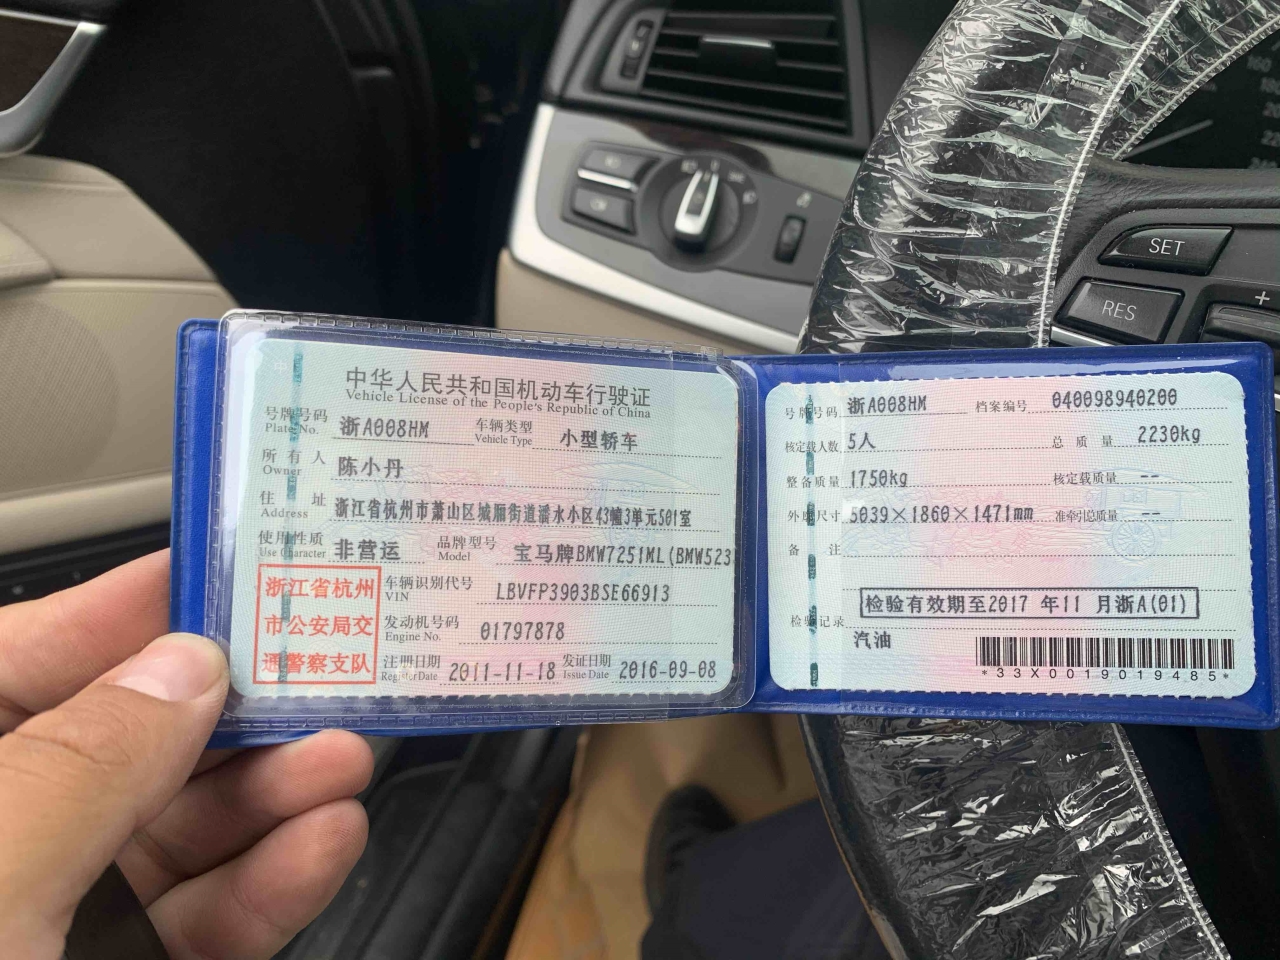 中华人民共和国机动车行驶证
Vehicle License of the People's Republic of China
号牌号码 浙A008HM 车辆类型 小型轿车
Plate No. Vehicle Type
所有人 陈小丹
Owner
住址 浙江省杭州市萧山区城厢街道潘水小区43幢3单元501室
Address
使用性质 非营运 品牌型号 宝马牌BMW7251ML(BMW523
Use Character Model
浙江省杭州
市公安局交
通警察支队
车辆识别代号 LBVFP3903BSE66913
VIN
发动机号码 01797878
Engine No.
注册日期 2011-11-18 发证日期 2016-09-08
Register Date Issue Date
号牌号码 浙A008HM 档案编号 040098940200
核定载人数 5人 总质量 2230kg
整备质量 1750kg 核定载质量 --
外廓尺寸 5039×1860×1471mm 准牵引总质量 --
备注
检验记录 检验有效期至2017 年11 月浙A(01)
汽油
*33X0019019485*
SET
RES
+